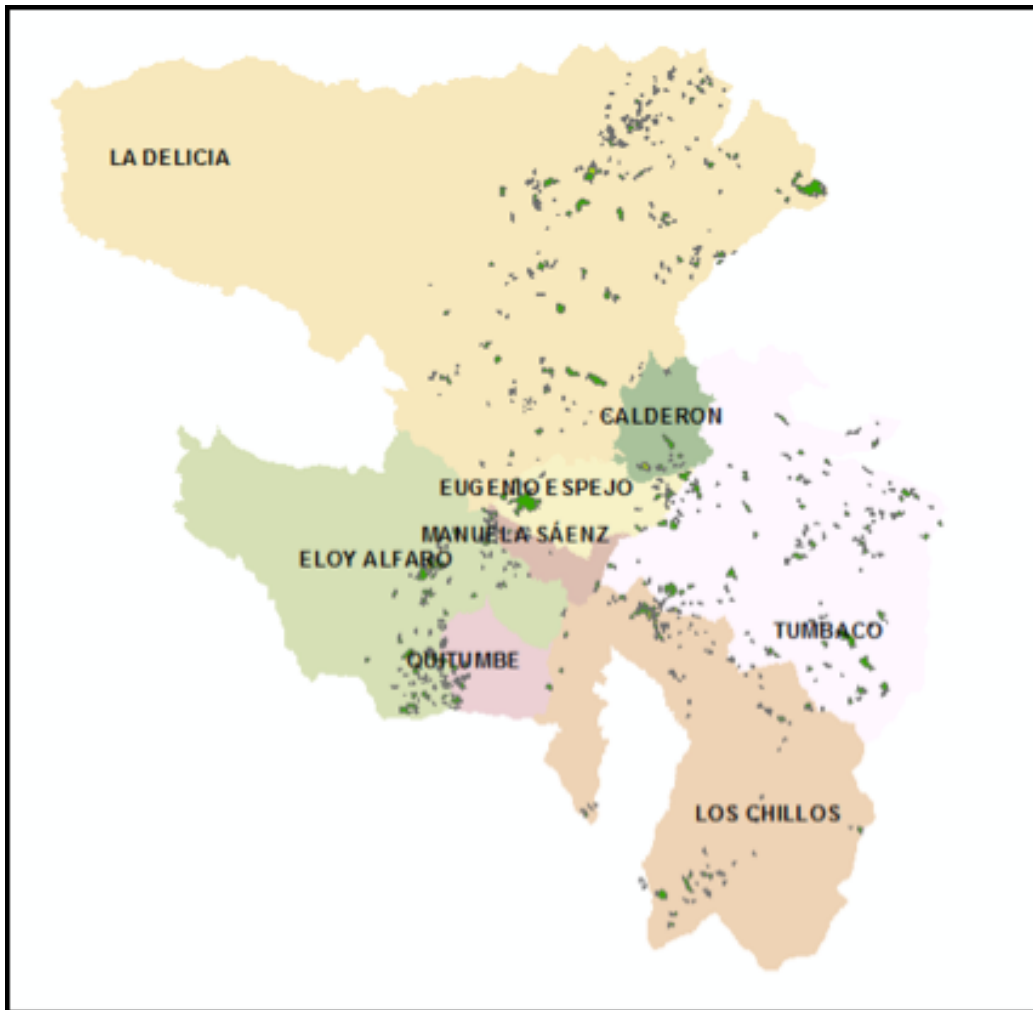 LA DELICIA
CALDERON
EUGENIO ESPEJO
MANUELA SÁENZ
ELOY ALFARO
TUMBACO
QUITUMBE
LOS CHILLOS